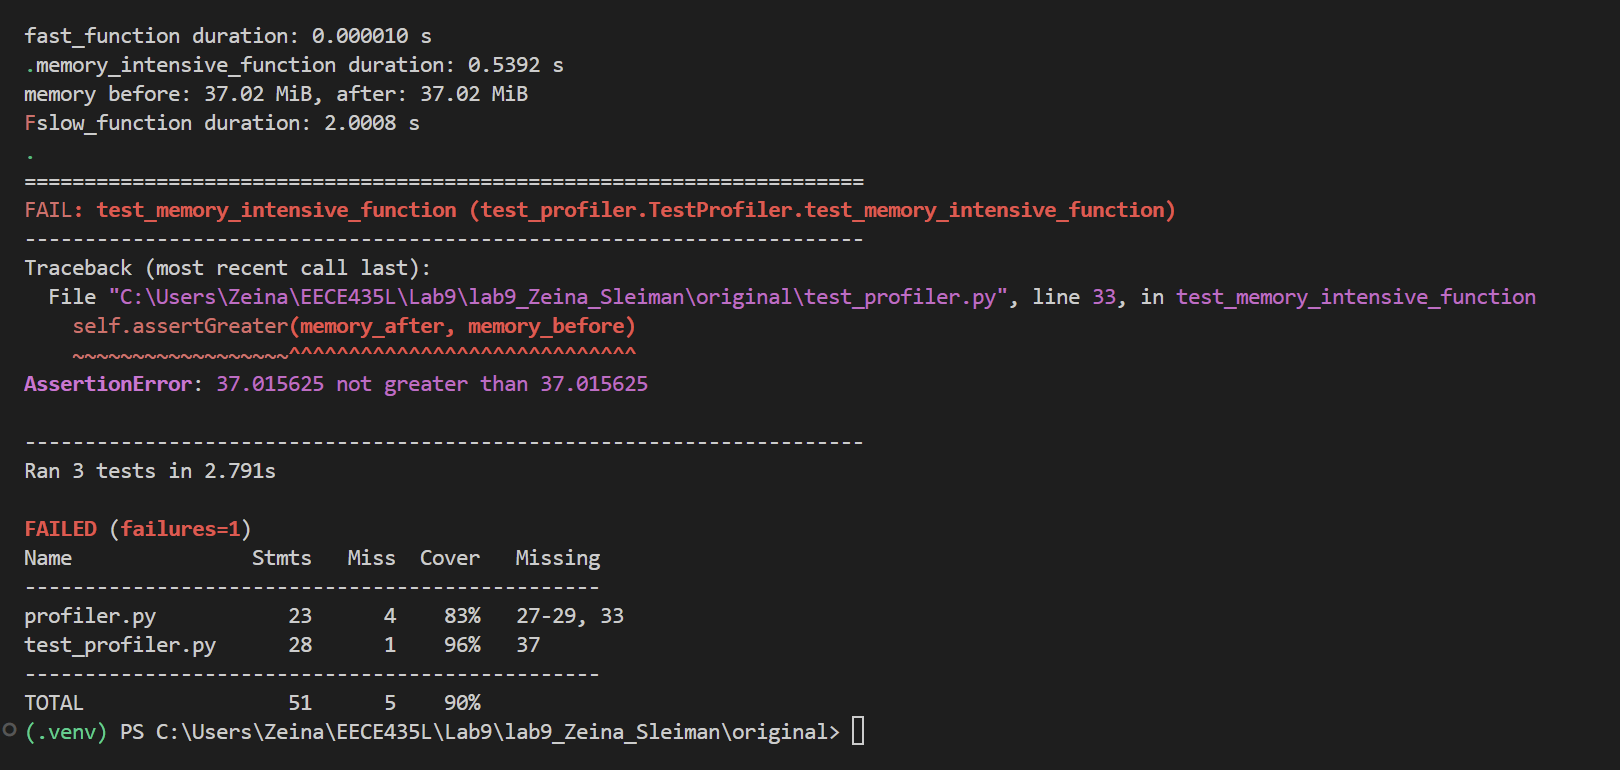 fast_function duration: 0.000010 s
.memory_intensive_function duration: 0.5392 s
memory before: 37.02 MiB, after: 37.02 MiB
Fslow_function duration: 2.0008 s
.
======================================================================
FAIL: test_memory_intensive_function (test_profiler.TestProfiler.test_memory_intensive_function)
----------------------------------------------------------------------
Traceback (most recent call last):
  File "C:\Users\Zeina\EECE435L\Lab9\lab9_Zeina_Sleiman\original\test_profiler.py", line 33, in test_memory_intensive_function
    self.assertGreater(memory_after, memory_before)
    ~~~~~~~~~~~~~~~~~~^^^^^^^^^^^^^^^^^^^^^^^^^^^^^
AssertionError: 37.015625 not greater than 37.015625

----------------------------------------------------------------------
Ran 3 tests in 2.791s

FAILED (failures=1)
Name               Stmts   Miss  Cover   Missing
------------------------------------------------
profiler.py           23      4    83%   27-29, 33
test_profiler.py      28      1    96%   37
------------------------------------------------
TOTAL                 51      5    90%
(.venv) PS C:\Users\Zeina\EECE435L\Lab9\lab9_Zeina_Sleiman\original>